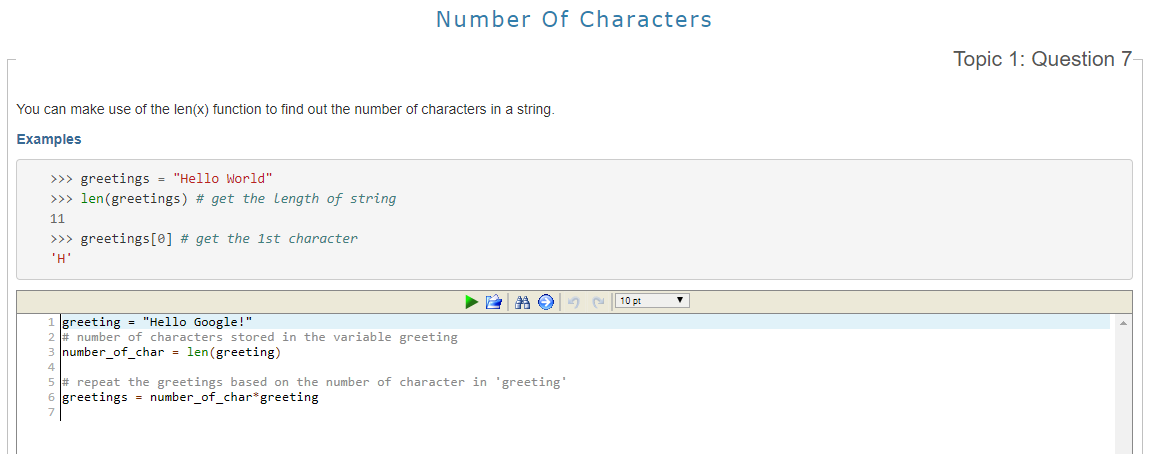 Number Of Characters
Topic 1: Question 7
You can make use of the len(x) function to find out the number of characters in a string.
Examples
>>> greetings = "Hello World"
>>> len(greetings) # get the length of string
11
>>> greetings[0] # get the 1st character
'H'
10 pt
1 greeting = "Hello Google!"
2 # number of characters stored in the variable greeting
3 number_of_char = len(greeting)
4
5 # repeat the greetings based on the number of character in 'greeting'
6 greetings = number_of_char*greeting
7